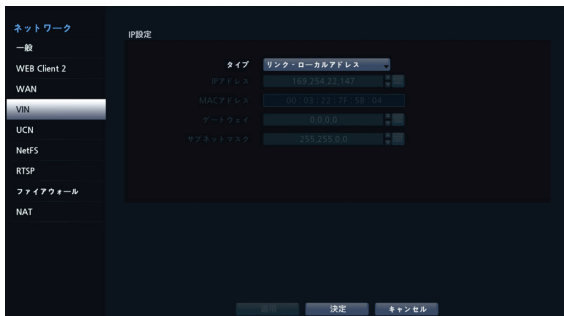 ネットワーク
一般
WEB Client 2
WAN
VIN
UCN
NetFS
RTSP
ファイアウォール
NAT
IP設定
タイプ リンク - ローカルアドレス
IPアドレス 169.254.22.147
MACアドレス 00 : 03 : 22 : 7F : 58 : 04
ゲートウェイ 0.0.0.0
サブネットマスク 255.255.0.0
適用 決定 キャンセル